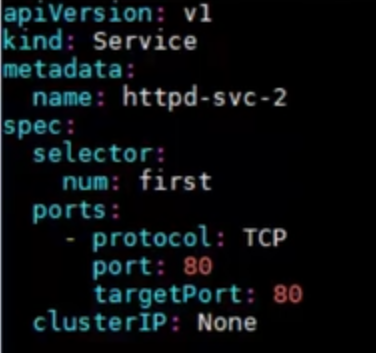 apiVersion: v1
kind: Service
metadata:
  name: httpd-svc-2
spec:
  selector:
    num: first
  ports:
    - protocol: TCP
      port: 80
      targetPort: 80
  clusterIP: None